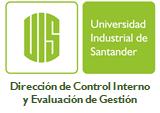 UIS
Universidad
Industrial de
Santander
Dirección de Control Interno
y Evaluación de Gestión